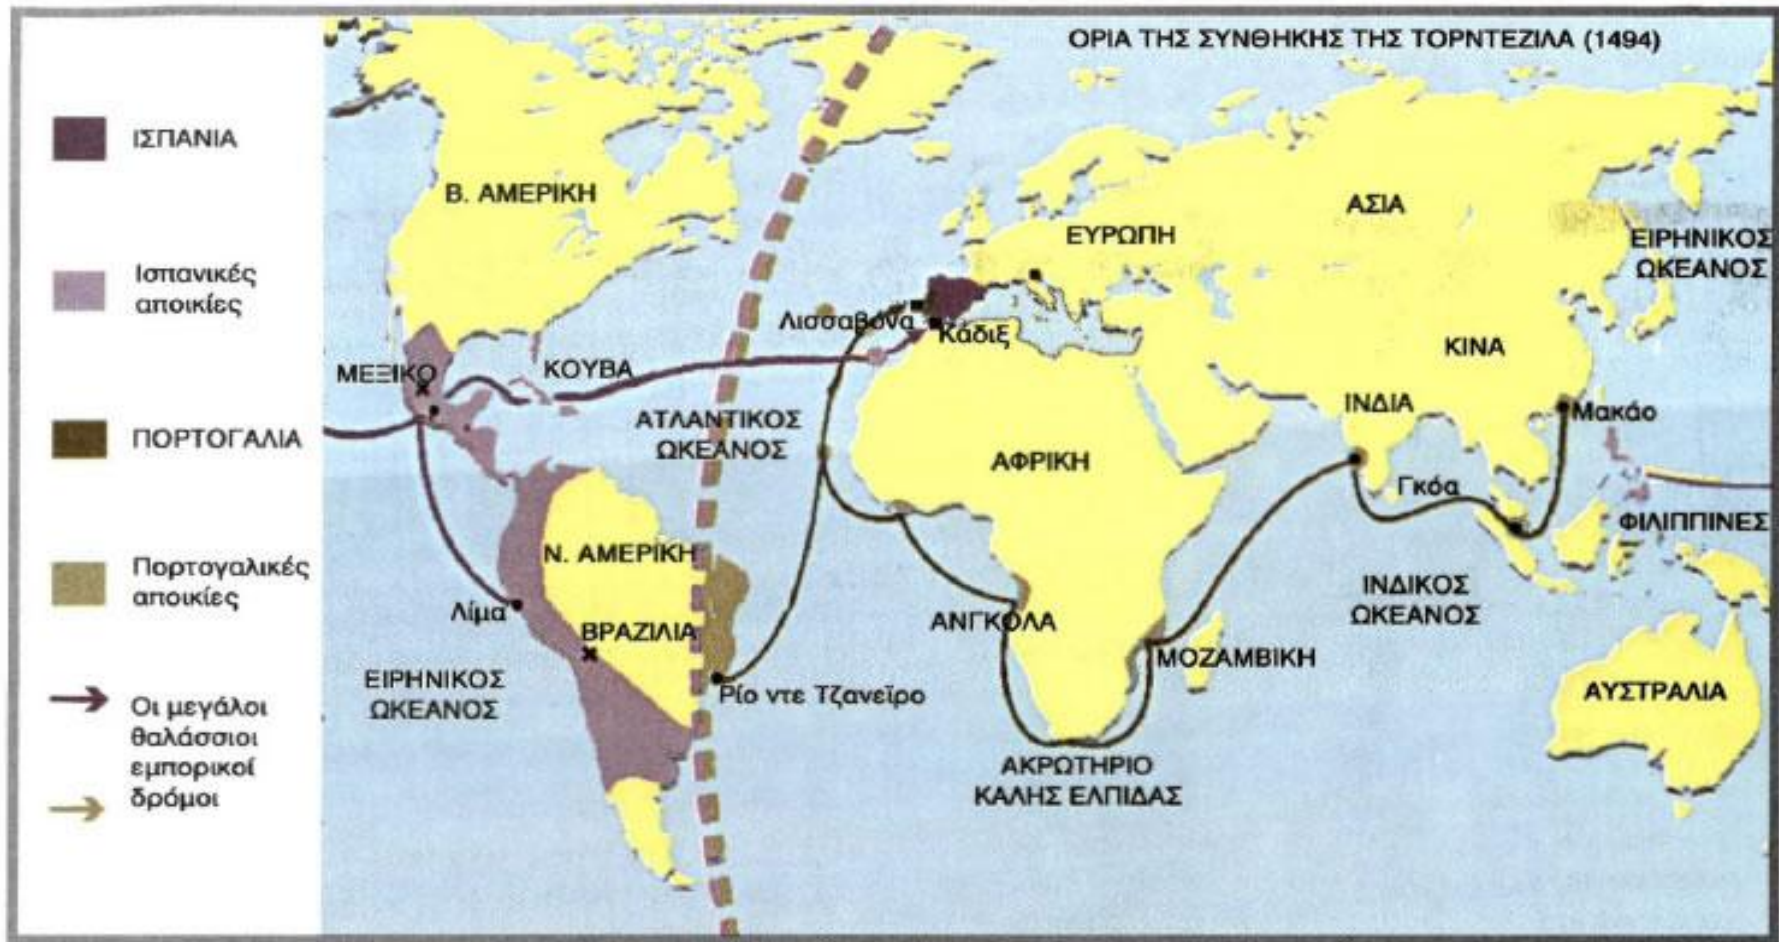 ΟΡΙΑ ΤΗΣ ΣΥΝΘΗΚΗΣ ΤΗΣ ΤΟΡΝΤΕΖΙΛΑ (1494)
ΙΣΠΑΝΙΑ
Ισπανικές
αποικίες
ΠΟΡΤΟΓΑΛΙΑ
Πορτογαλικές
αποικίες
Οι μεγάλοι
θαλάσσιοι
εμπορικοί
δρόμοι
Β. ΑΜΕΡΙΚΗ
ΑΣΙΑ
ΕΥΡΩΠΗ
ΕΙΡΗΝΙΚΟΣ
ΩΚΕΑΝΟΣ
Λισσαβόνα
Κάδιξ
ΚΙΝΑ
ΜΕΞΙΚΟ
ΚΟΥΒΑ
ΑΤΛΑΝΤΙΚΟΣ
ΩΚΕΑΝΟΣ
ΙΝΔΙΑ
Μακάο
ΑΦΡΙΚΗ
Γκόα
ΦΙΛΙΠΠΙΝΕΣ
Ν. ΑΜΕΡΙΚΗ
Λίμα
ΒΡΑΖΙΛΙΑ
ΑΝΓΚΟΛΑ
ΙΝΔΙΚΟΣ
ΩΚΕΑΝΟΣ
ΜΟΖΑΜΒΙΚΗ
ΕΙΡΗΝΙΚΟΣ
ΩΚΕΑΝΟΣ
Ρίο ντε Τζανεϊρο
ΑΥΣΤΡΑΛΙΑ
ΑΚΡΩΤΗΡΙΟ
ΚΑΛΗΣ ΕΛΠΙΔΑΣ